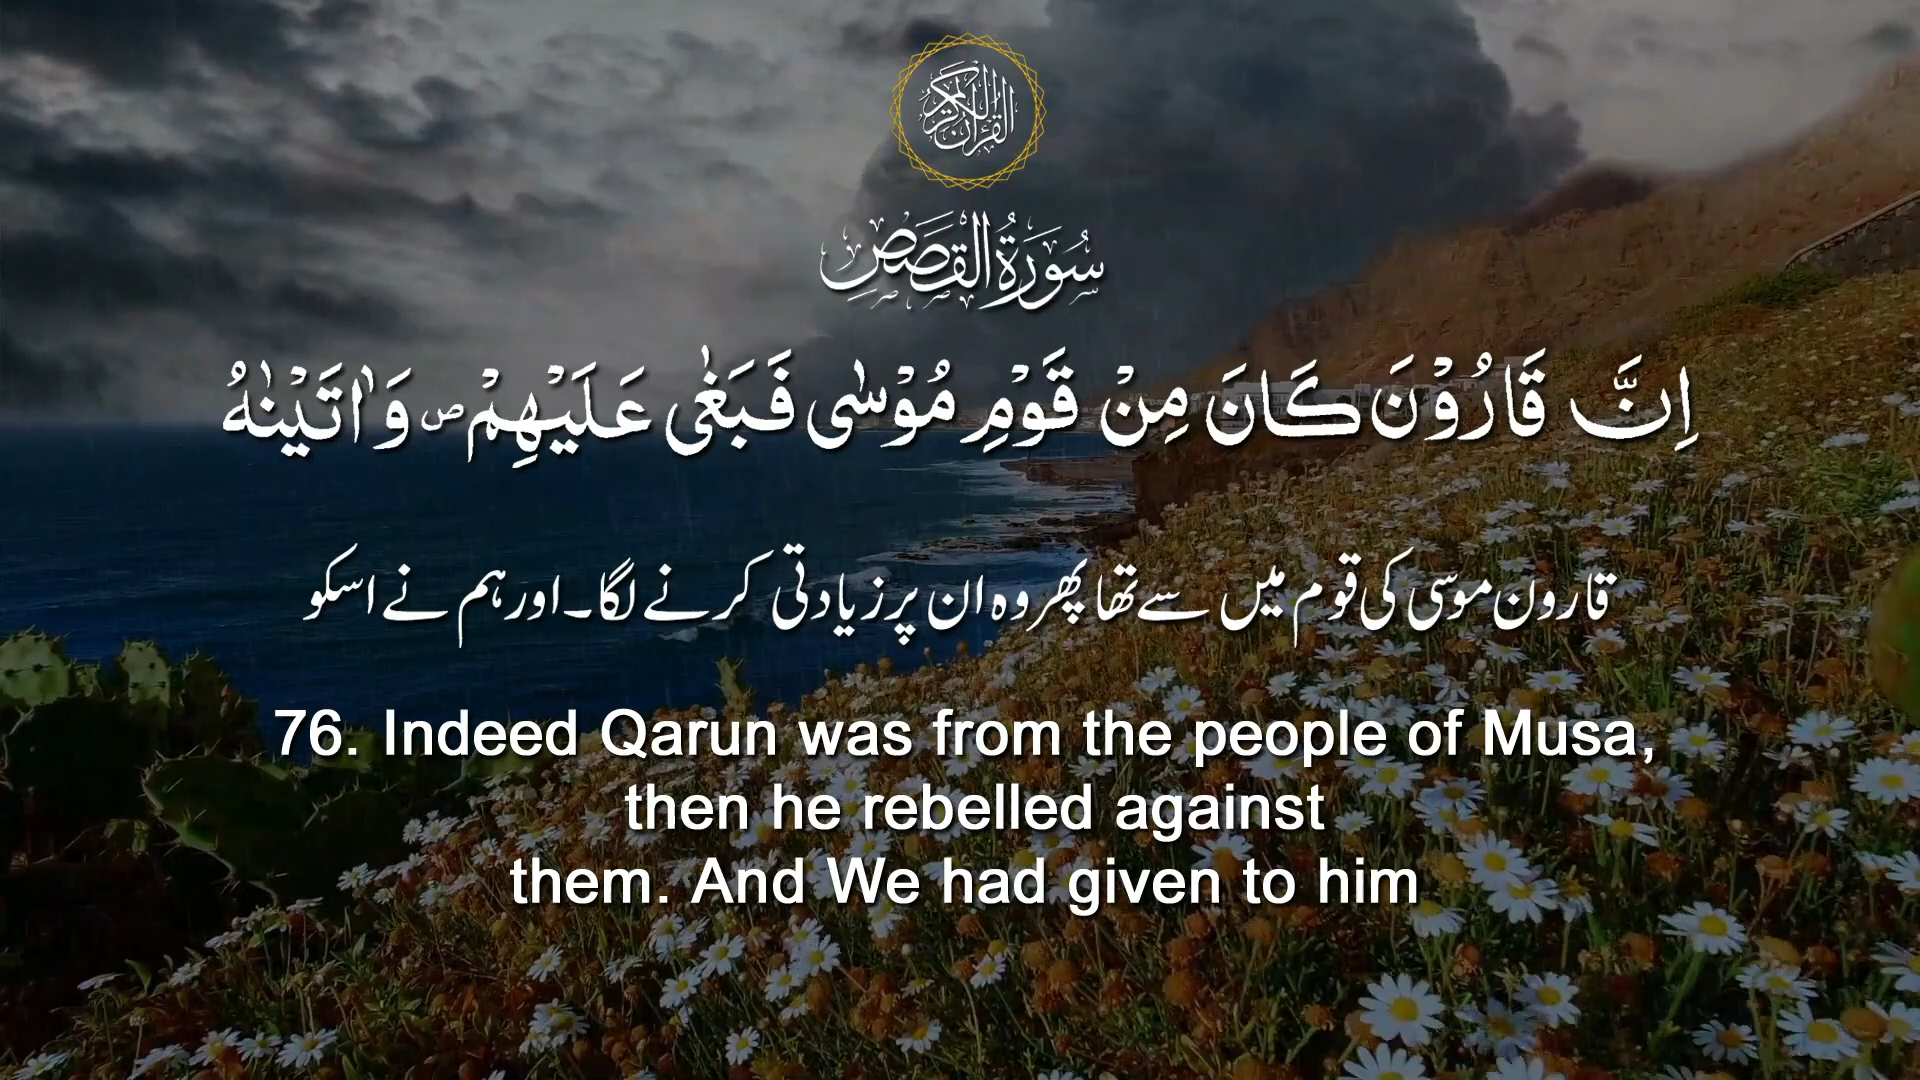 القرآن الكريم
سُورَةُ القَصَصِ
اِنَّ قَارُوْنَ كَانَ مِنْ قَوْمِ مُوْسٰى فَبَغٰى عَلَيْهِمْ ۪ وَاٰتَيْنٰهُ
قارون موسی کی قوم میں سے تھا پھر وہ ان پر زیادتی کرنے لگا۔ اور ہم نے اسکو
76. Indeed Qarun was from the people of Musa,
then he rebelled against
them. And We had given to him